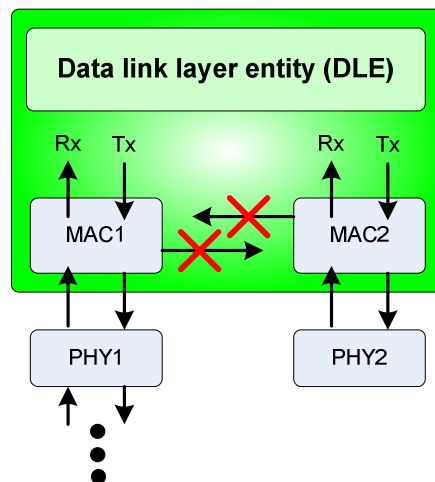 Data link layer entity (DLE)
Rx Tx Rx Tx
MAC1 MAC2
PHY1 PHY2